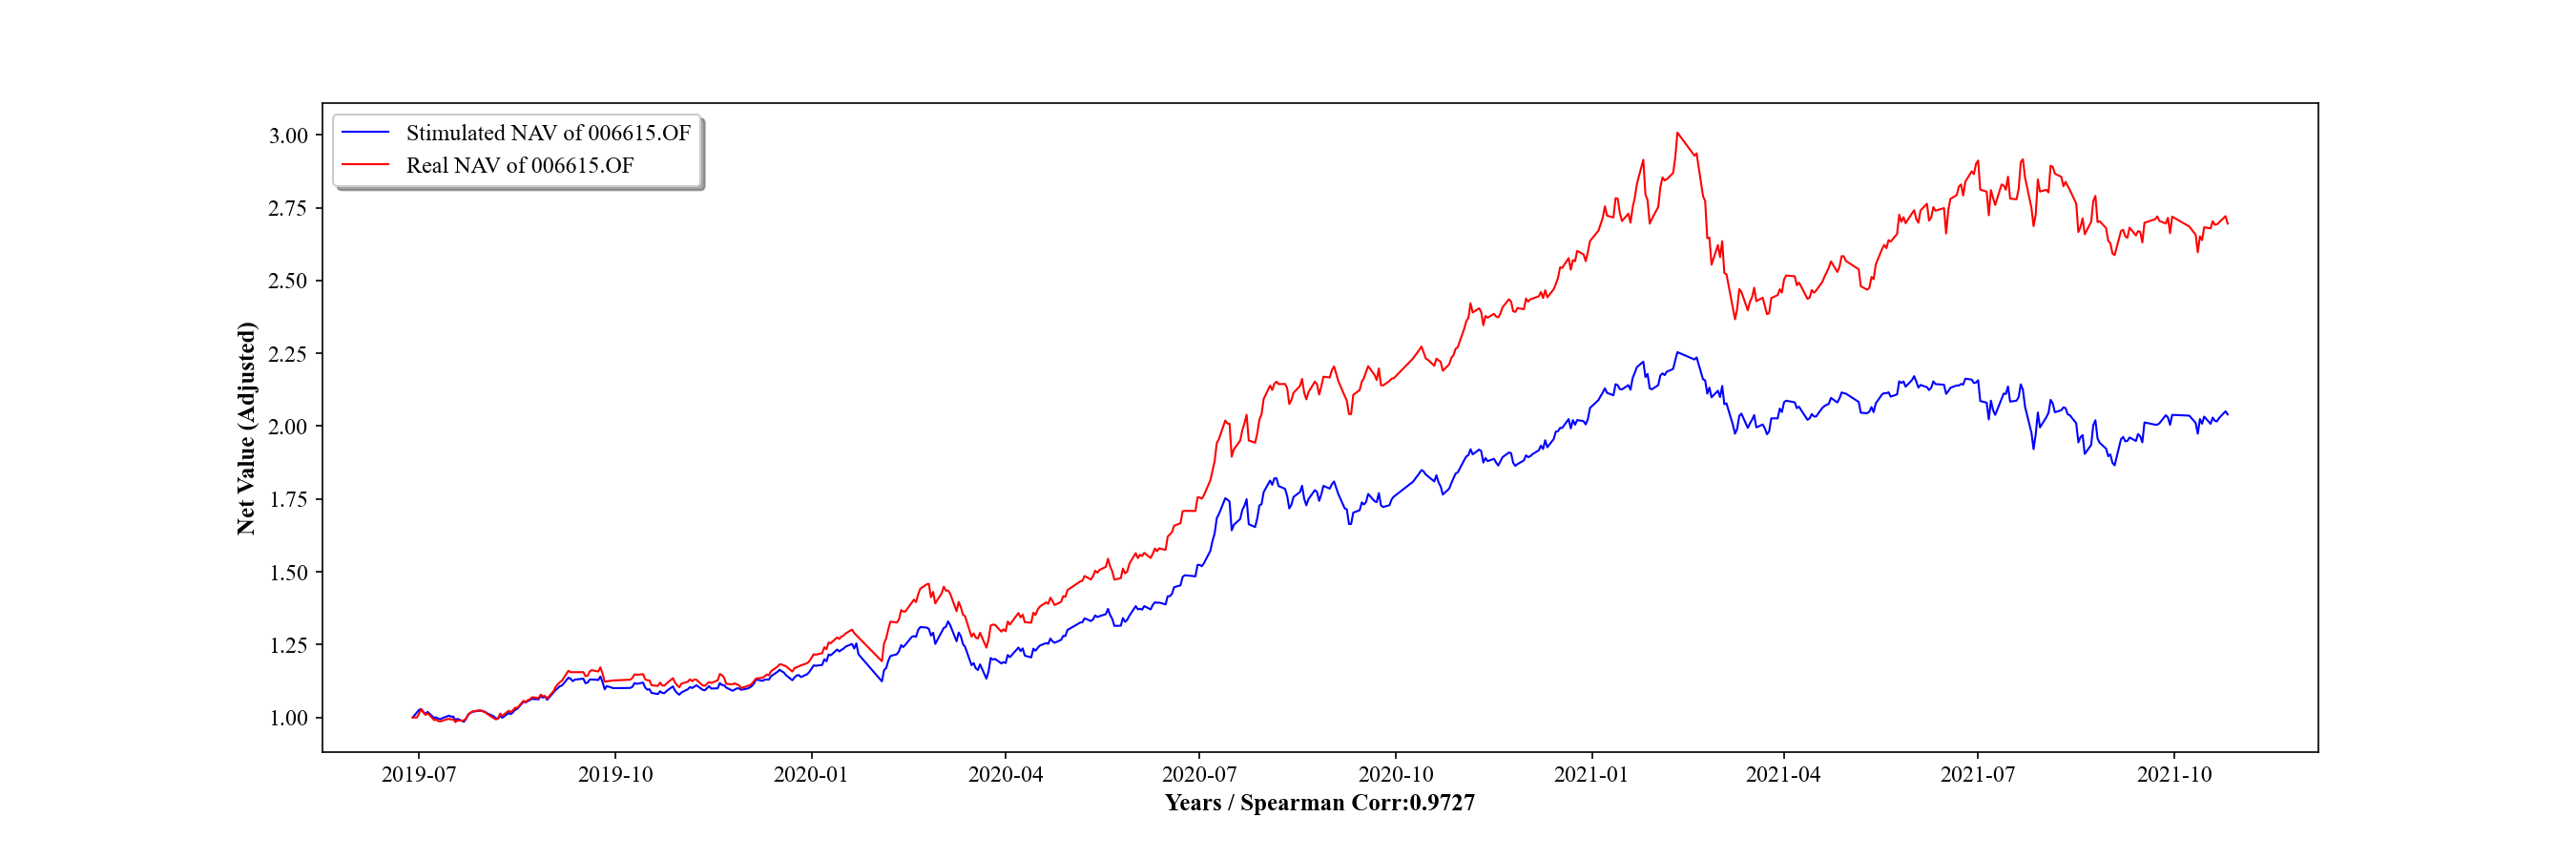 Stimulated NAV of 006615.OF
Real NAV of 006615.OF
3.00
2.75
2.50
2.25
2.00
1.75
1.50
1.25
1.00
Net Value (Adjusted)
2019-07 2019-10 2020-01 2020-04 2020-07 2020-10 2021-01 2021-04 2021-07 2021-10
Years / Spearman Corr:0.9727